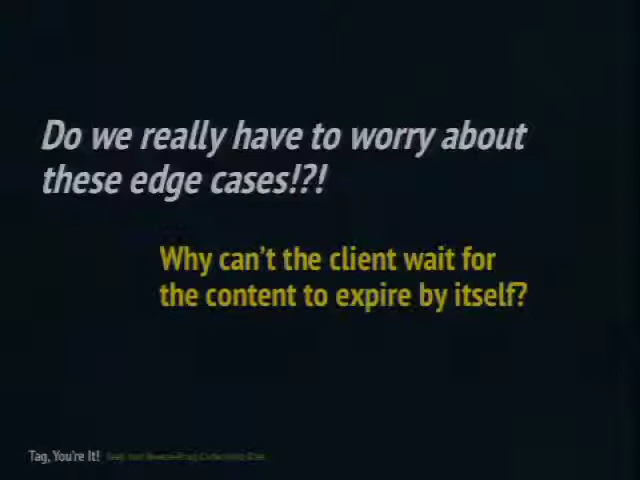 Do we really have to worry about
these edge cases!?!
Why can't the client wait for
the content to expire by itself?
Tag, You're It!